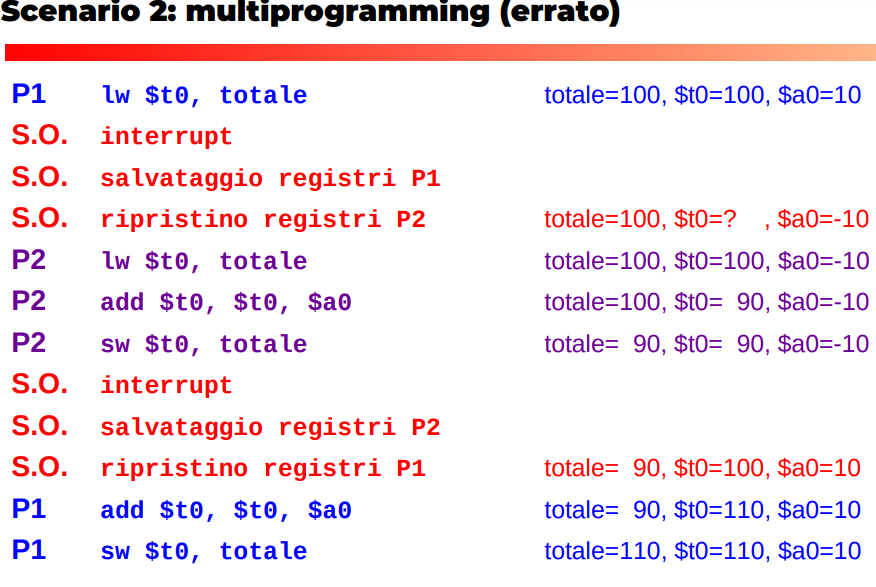 Scenario 2: multiprogramming (errato)
P1 lw $t0, totale totale=100, $t0=100, $a0=10
S.O. interrupt
S.O. salvataggio registri P1
S.O. ripristino registri P2 totale=100, $t0=? , $a0=-10
P2 lw $t0, totale totale=100, $t0=100, $a0=-10
P2 add $t0, $t0, $a0 totale=100, $t0= 90, $a0=-10
P2 sw $t0, totale totale= 90, $t0= 90, $a0=-10
S.O. interrupt
S.O. salvataggio registri P2
S.O. ripristino registri P1 totale= 90, $t0=100, $a0=10
P1 add $t0, $t0, $a0 totale= 90, $t0=110, $a0=10
P1 sw $t0, totale totale=110, $t0=110, $a0=10